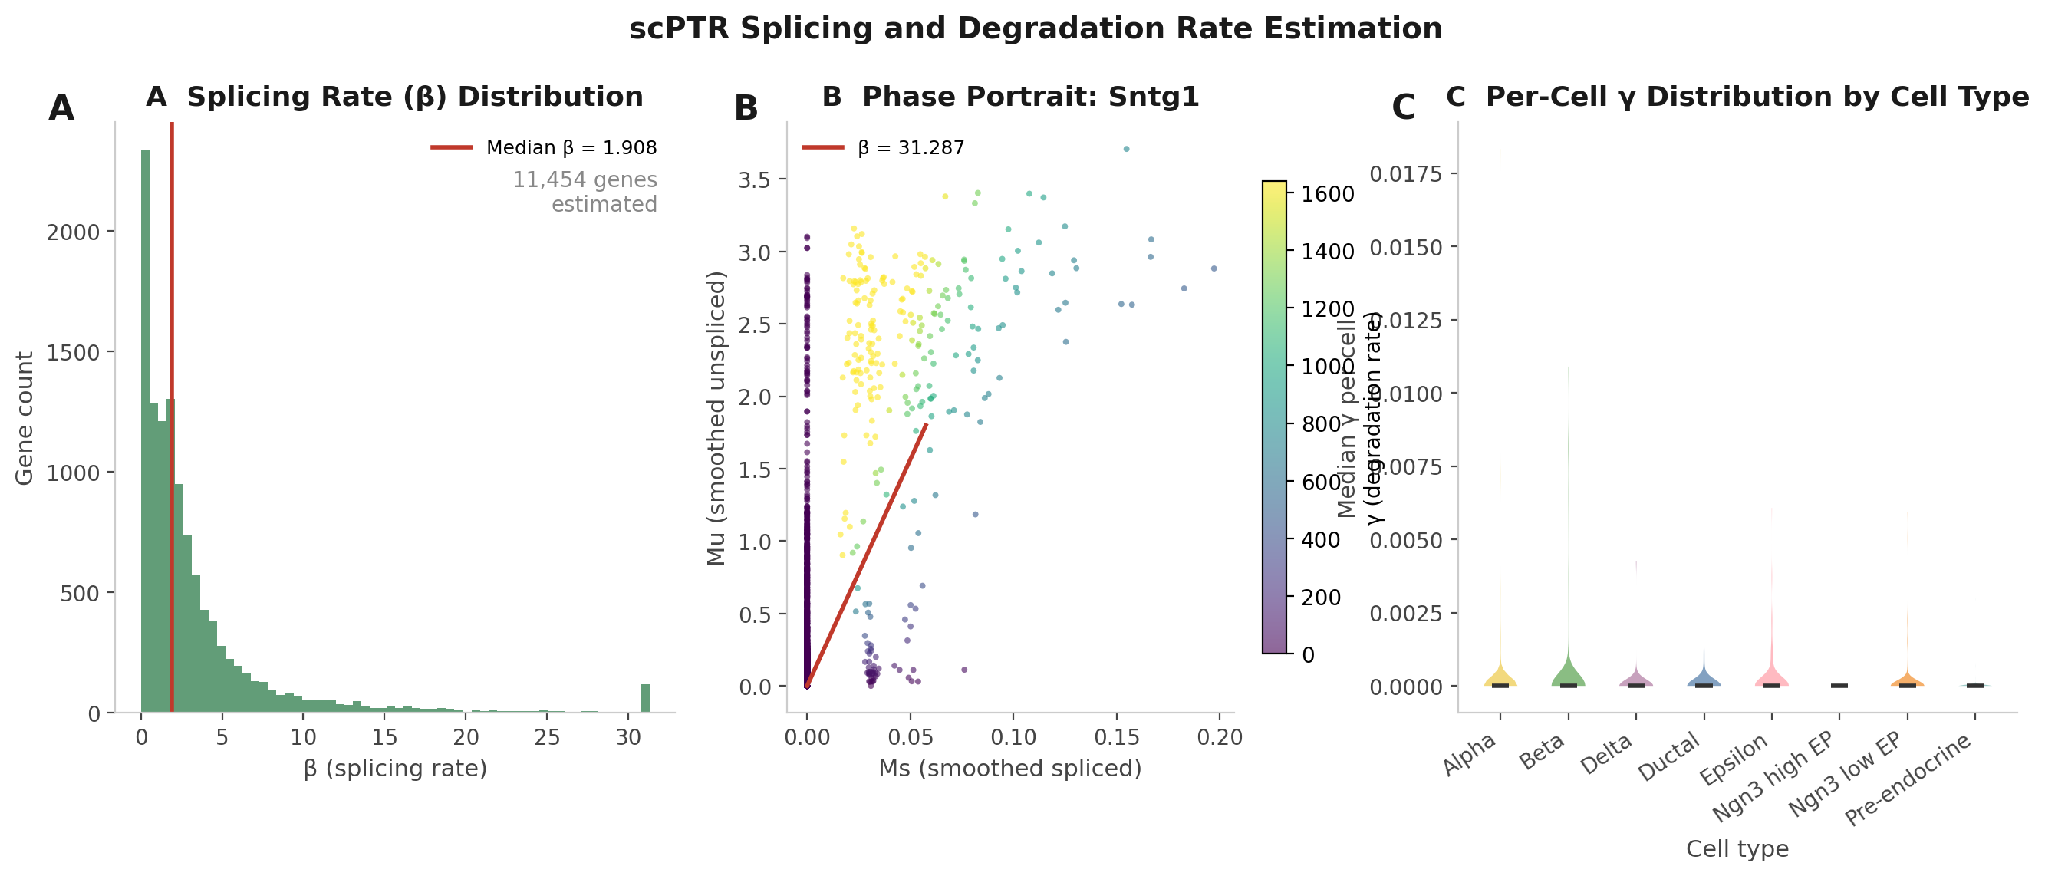 scPTR Splicing and Degradation Rate Estimation
A
A Splicing Rate (β) Distribution
Median β = 1.908
11,454 genes
estimated
Gene count
2000
1500
1000
500
0
0 5 10 15 20 25 30
β (splicing rate)
B
B Phase Portrait: Sntg1
β = 31.287
Mu (smoothed unspliced)
3.5
3.0
2.5
2.0
1.5
1.0
0.5
0.0
0.00 0.05 0.10 0.15 0.20
Ms (smoothed spliced)
1600
1400
1200
1000
800
600
400
200
0
γ (degradation rate)
C
C Per-Cell γ Distribution by Cell Type
Median γ per cell
0.0175
0.0150
0.0125
0.0100
0.0075
0.0050
0.0025
0.0000
Alpha
Beta
Delta
Ductal
Epsilon
Ngn3 high EP
Ngn3 low EP
Pre-endocrine
Cell type